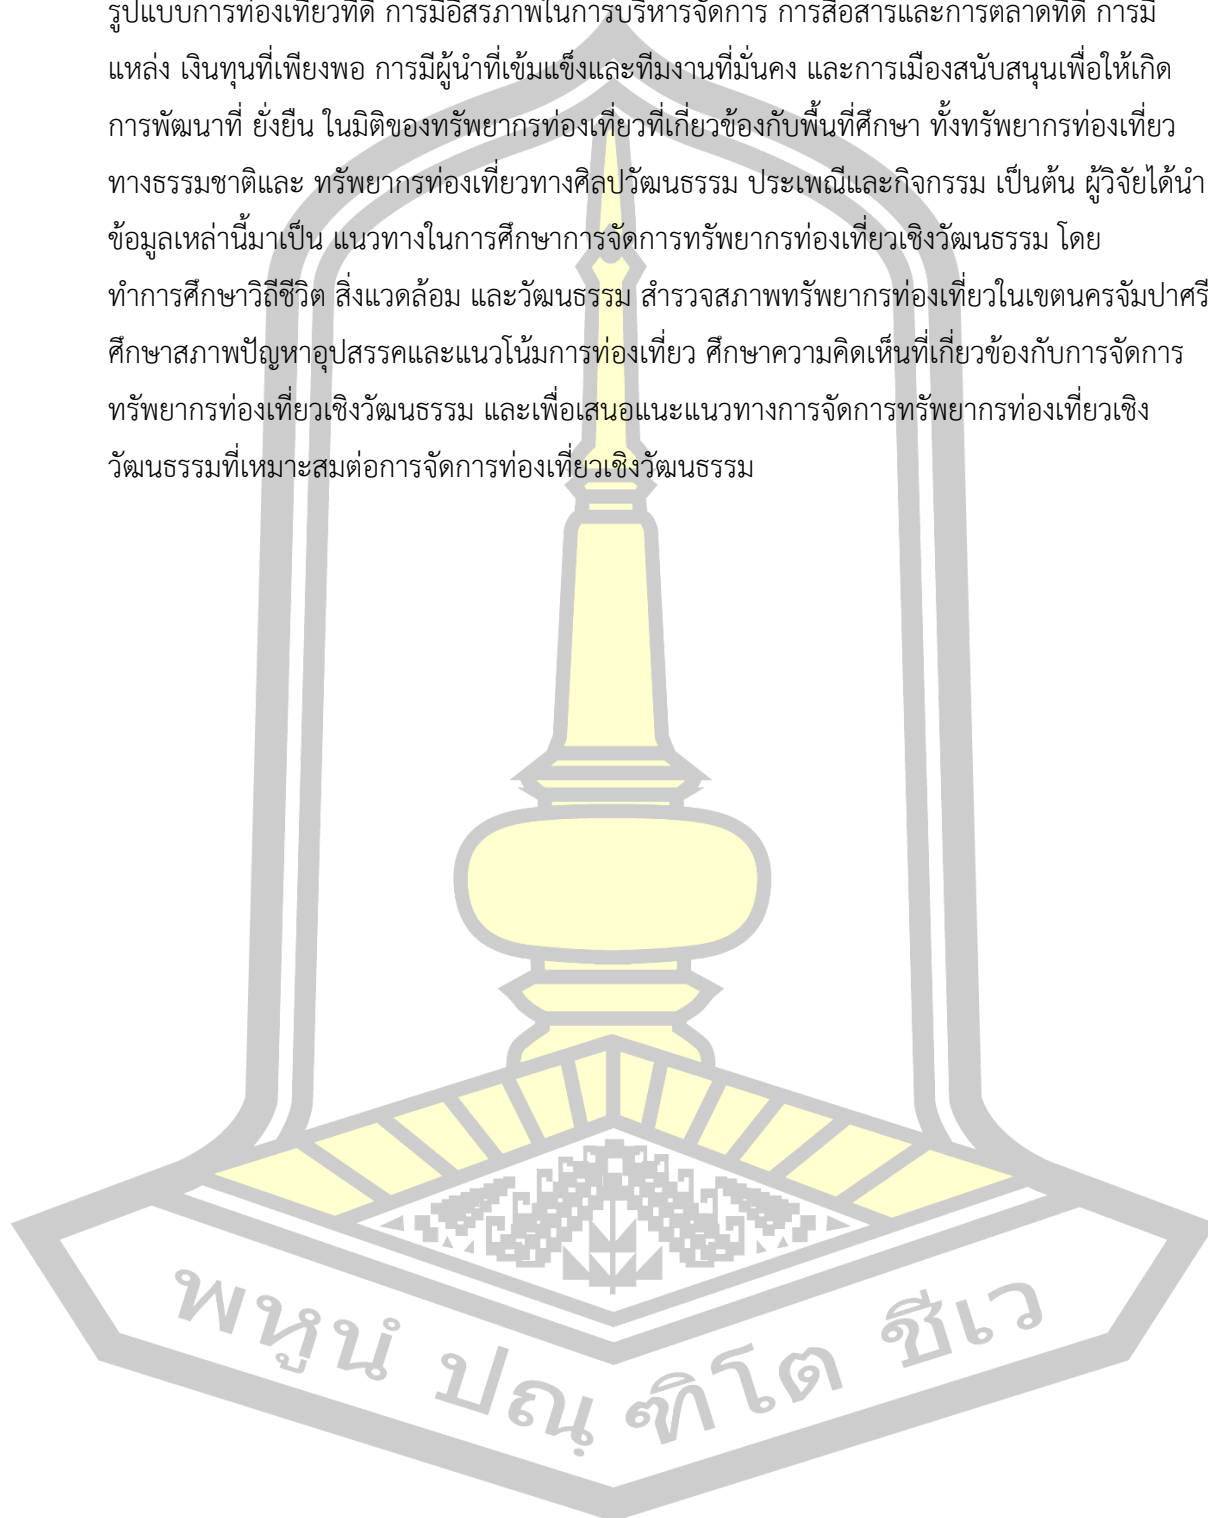 รูปแบบการท่องเที่ยวที่ดี การมีอิสรภาพในการบริหารจัดการ การสื่อสารและการตลาดที่ดี การมี
แหล่ง เงินทุนที่เพียงพอ การมีผู้นำที่เข้มแข็งและทีมงานที่มั่นคง และการเมืองสนับสนุนเพื่อให้เกิด
การพัฒนาที่ ยั่งยืน ในมิติของทรัพยากรท่องเที่ยวที่เกี่ยวข้องกับพื้นที่ศึกษา ทั้งทรัพยากรท่องเที่ยว
ทางธรรมชาติและ ทรัพยากรท่องเที่ยวทางศิลปวัฒนธรรม ประเพณีและกิจกรรม เป็นต้น ผู้วิจัยได้นำ
ข้อมูลเหล่านี้มาเป็น แนวทางในการศึกษาการจัดการทรัพยากรท่องเที่ยวเชิงวัฒนธรรม โดย
ทำการศึกษาวิถีชีวิต สิ่งแวดล้อม และวัฒนธรรม สำรวจสภาพทรัพยากรท่องเที่ยวในเขตนครจัมปาศรี
ศึกษาสภาพปัญหาอุปสรรคและแนวโน้มการท่องเที่ยว ศึกษาความคิดเห็นที่เกี่ยวข้องกับการจัดการ
ทรัพยากรท่องเที่ยวเชิงวัฒนธรรม และเพื่อเสนอแนะแนวทางการจัดการทรัพยากรท่องเที่ยวเชิง
วัฒนธรรมที่เหมาะสมต่อการจัดการท่องเที่ยวเชิงวัฒนธรรม
พหูนํ ปณฺฑิโต ชีเว